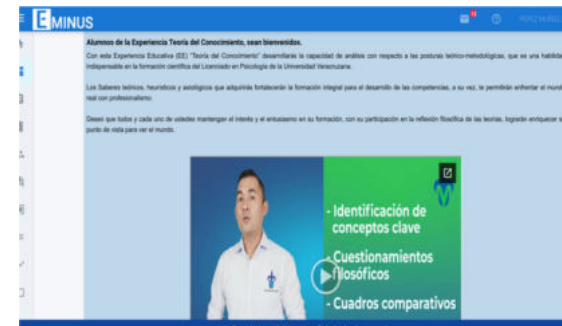 EMINUS
Alumnos de la Experiencia Teoría del Conocimiento, sean bienvenidos.
Con esta Experiencia Educativa (EE) "Teoría del Conocimiento" desarrollarás la capacidad de análisis con respecto a las posturas teórico-metodológicas, que es una habilidad
indispensable en la formación científica del Licenciado en Psicología de la Universidad Veracruzana.
Los Saberes teóricos, heurísticos y axiológicos que adquirirás fortalecerán la formación integral para el desarrollo de las competencias, a su vez, te permitirán enfrentar el mundo
real con profesionalismo.
Deseo que todos y cada uno de ustedes mantengan el interés y el entusiasmo en su formación, con su participación en la reflexión filosófica de las teorías, lograrán enriquecer su
punto de vista para ver el mundo.
- Identificación de
conceptos clave
- Cuestionamientos
filosóficos
- Cuadros comparativos